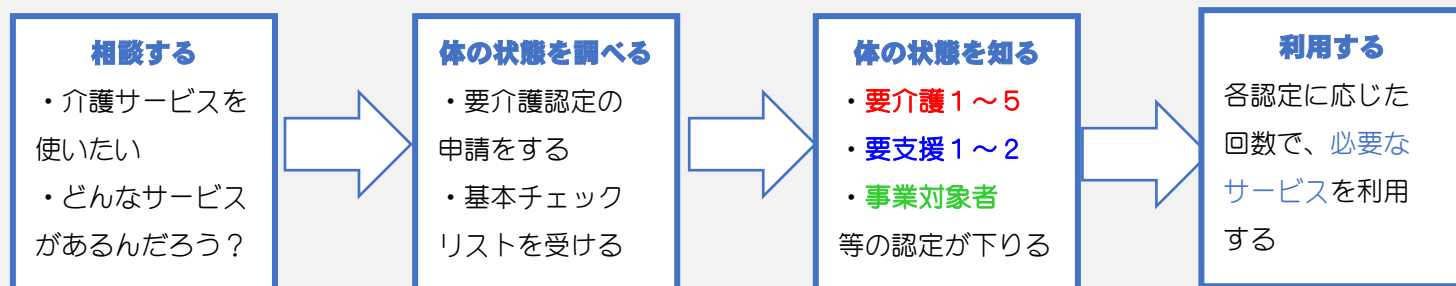 相談する
・介護サービスを
使いたい
・どんなサービス
があるんだろう？
体の状態を調べる
・要介護認定の
申請をする
・基本チェック
リストを受ける
体の状態を知る
・要介護１～５
・要支援１～２
・事業対象者
等の認定が下りる
利用する
各認定に応じた
回数で、必要な
サービスを利用
する